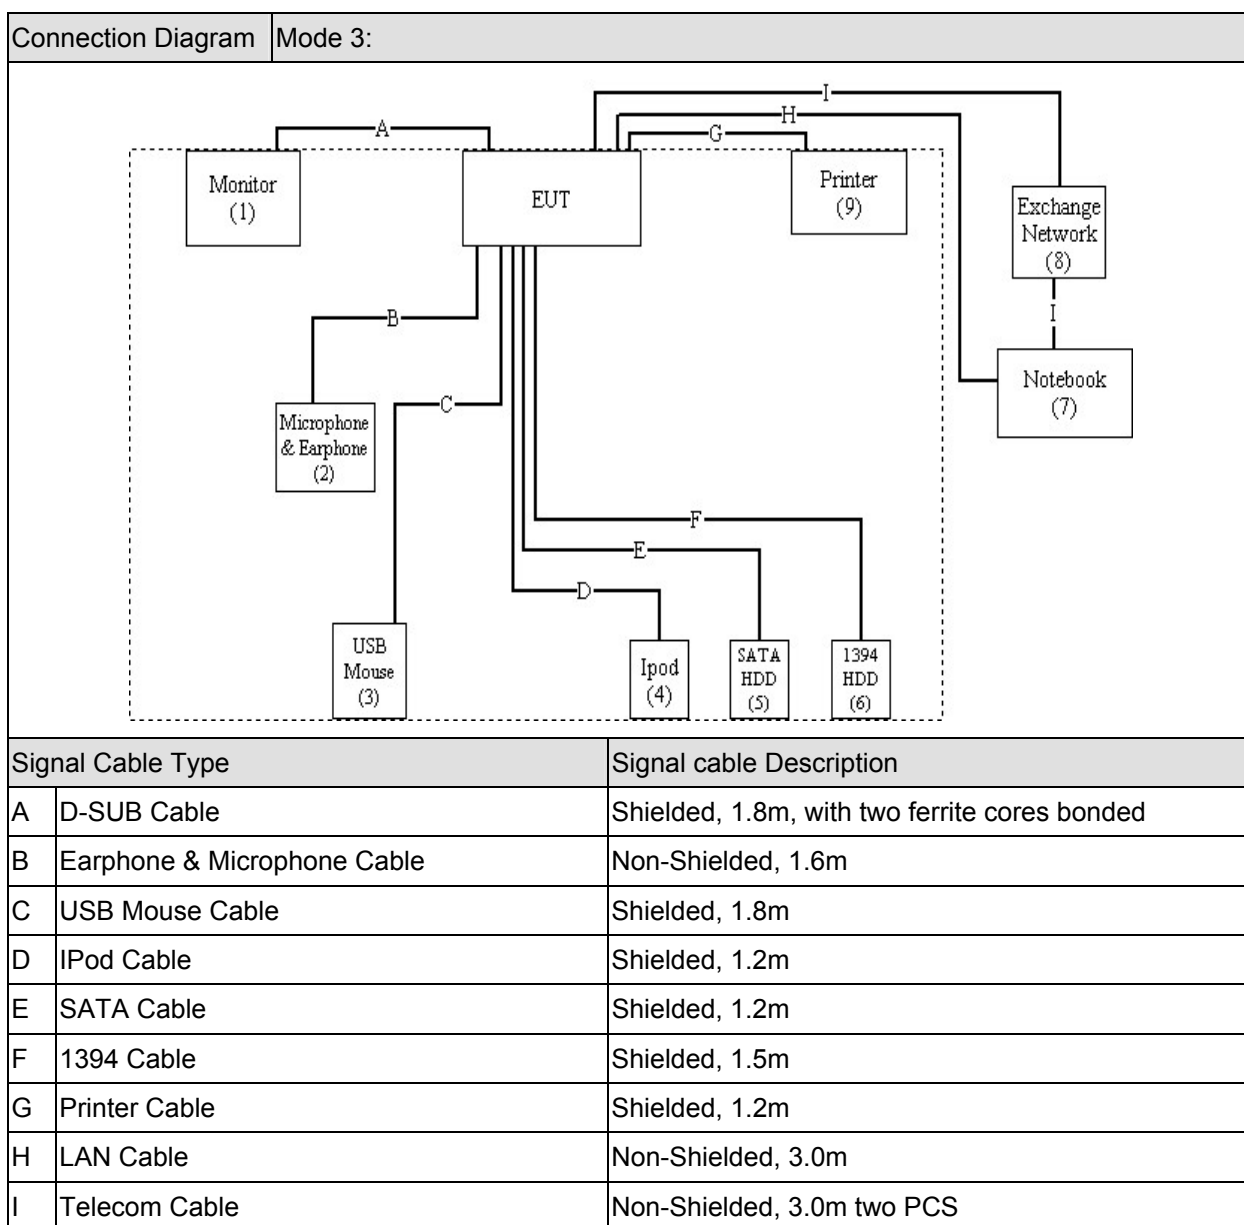 Connection Diagram Mode 3:
I
H
A
G
Monitor
(1)
EUT
Printer
(9)
Exchange
Network
(8)
I
B
Notebook
(7)
C
Microphone
& Earphone
(2)
F
E
D
USB
Mouse
(3)
Ipod
(4)
SATA
HDD
(5)
1394
HDD
(6)
Signal Cable Type Signal cable Description
A D-SUB Cable Shielded, 1.8m, with two ferrite cores bonded
B Earphone & Microphone Cable Non-Shielded, 1.6m
C USB Mouse Cable Shielded, 1.8m
D IPod Cable Shielded, 1.2m
E SATA Cable Shielded, 1.2m
F 1394 Cable Shielded, 1.5m
G Printer Cable Shielded, 1.2m
H LAN Cable Non-Shielded, 3.0m
I Telecom Cable Non-Shielded, 3.0m two PCS